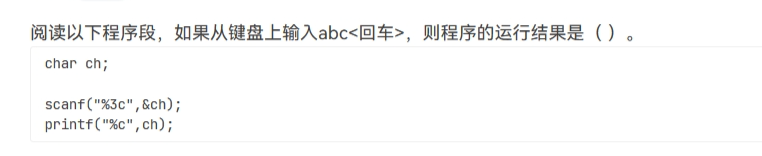 阅读以下程序段，如果从键盘上输入abc<回车>，则程序的运行结果是（ ）。
char ch;
scanf("%3c",&ch);
printf("%c",ch);